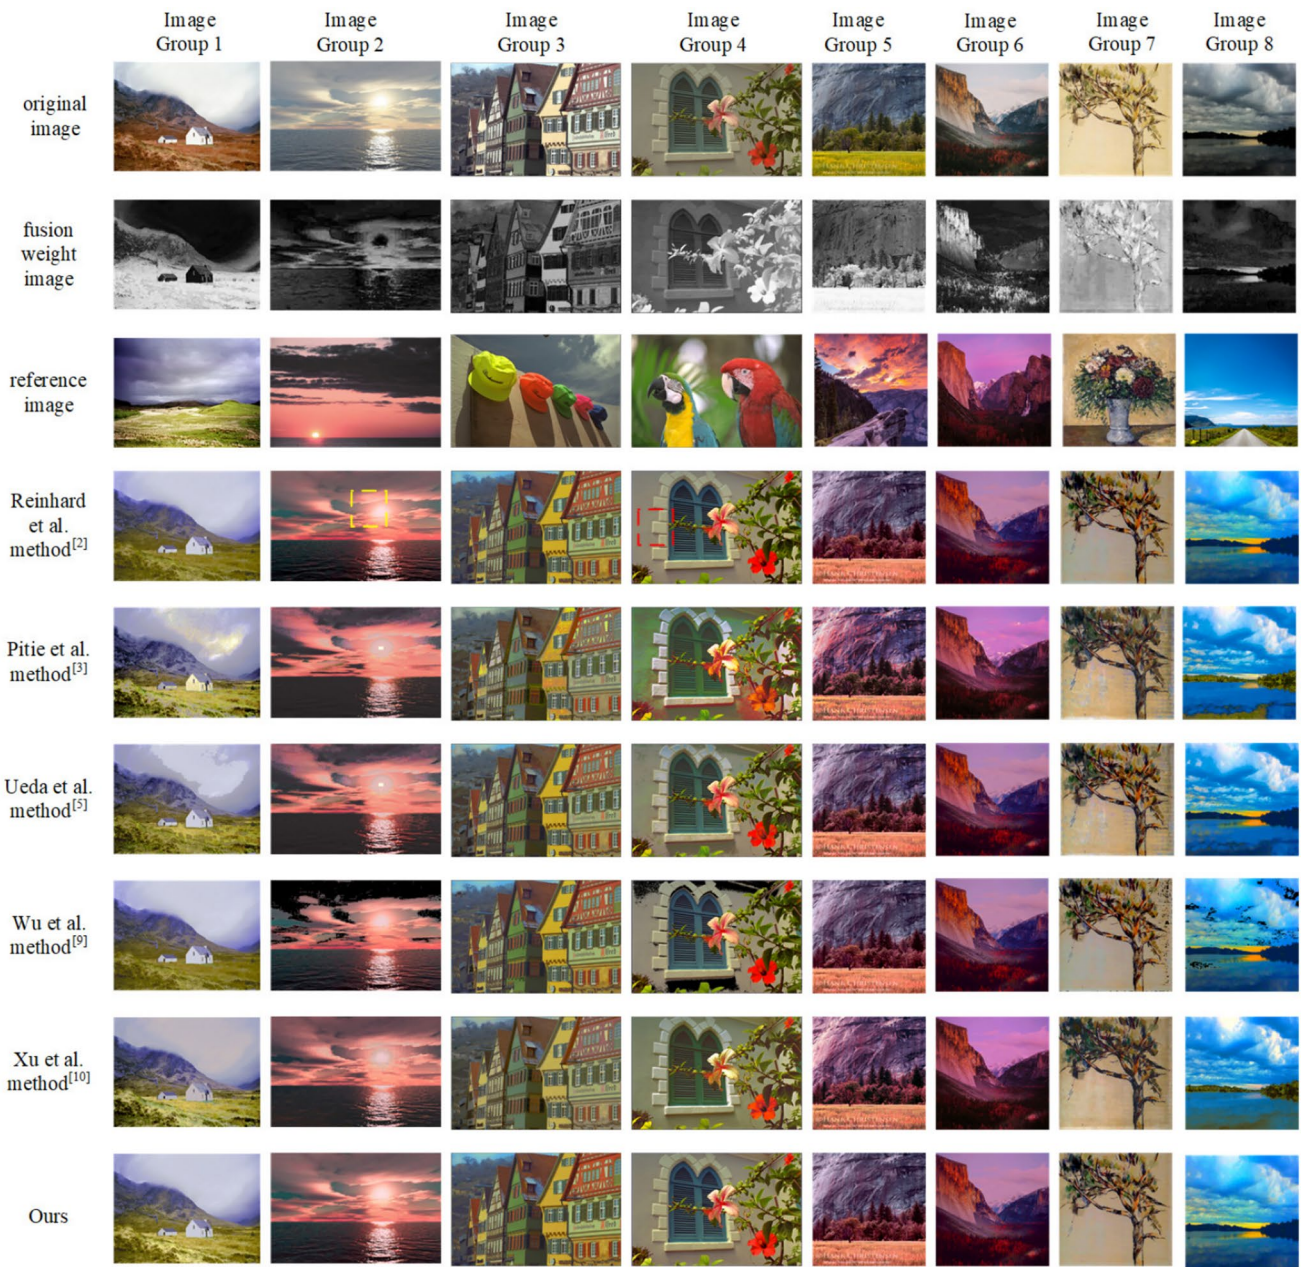 Image
Group 1
Image
Group 2
Image
Group 3
Image
Group 4
Image
Group 5
Image
Group 6
Image
Group 7
Image
Group 8
original
image
fusion
weight
image
reference
image
Reinhard
et al.
method[2]
Pitie et al.
method[3]
Ueda et al.
method[5]
Wu et al.
method[9]
Xu et al.
method[10]
Ours